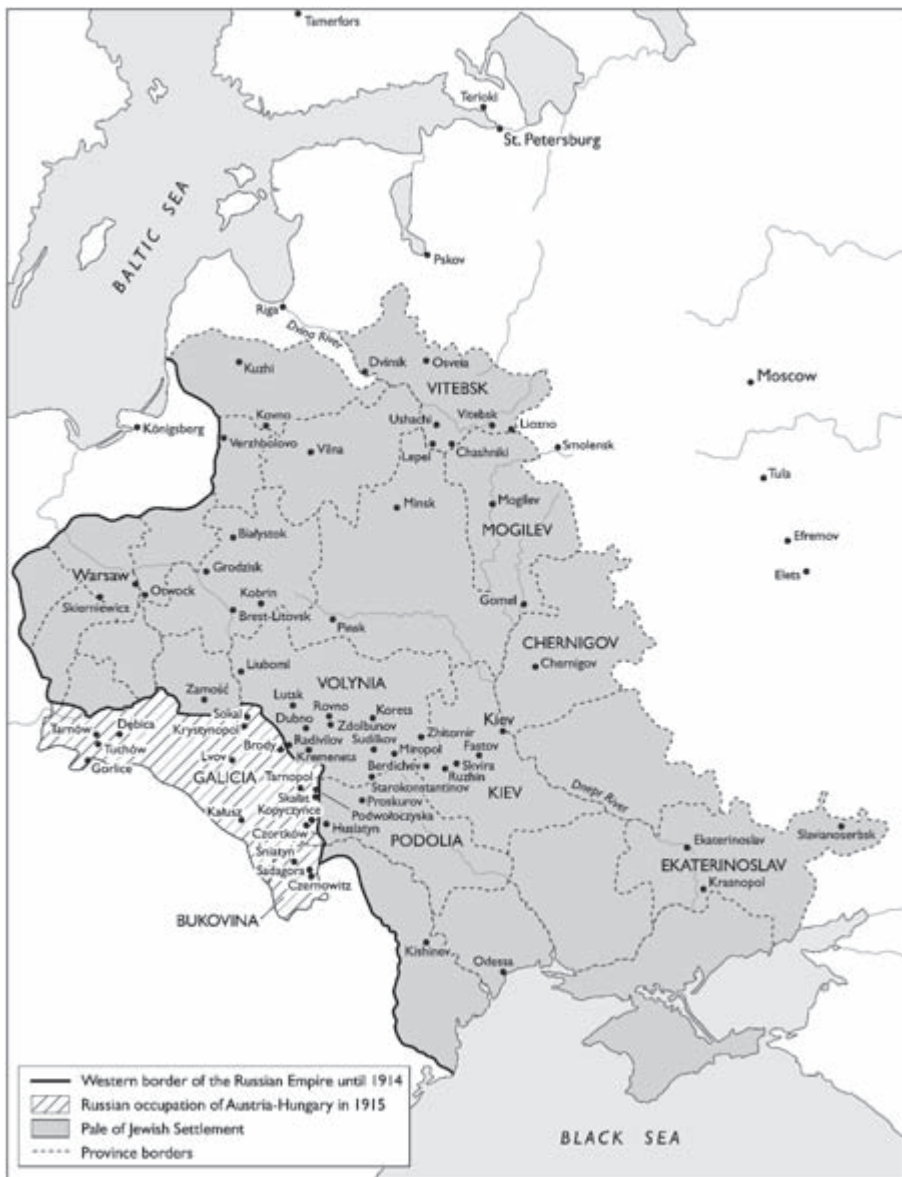 Tamerfors
Terioki
St. Petersburg
BALTIC SEA
Pskov
Riga
Dvina River
Kuzhi
Dvinsk
Osveia
VITEBSK
Moscow
Königsberg
Kovno
Verzhbolovo
Vilna
Ushachi
Vitebsk
Liozno
Lepel
Chashniki
Smolensk
Tula
Minsk
Mogilev
MOGILEV
Białystok
Efremov
Grodzisk
Elets
Warsaw
Otwock
Skierniewicz
Kobrin
Brest-Litovsk
Pinsk
Gomel
CHERNIGOV
Chernigov
Liuboml
VOLYNIA
Zamość
Lutsk
Rovno
Korets
Sokal
Krystynopol
Dubno
Zdolbunov
Kiev
Tarnów
Dębica
Tuchów
Gorlice
Brody
Radivilov
Kremenets
Sudilkov
Miropol
Zhitomir
Fastov
Skvira
Berdichev
Ruzhin
Lvov
GALICIA
Tarnopol
Skałat
Starokonstantinov
Proskurov
KIEV
Dnepr River
Kopyczyńce
Podwołoczyska
Kałusz
Czortków
Husiatyn
PODOLIA
Ekaterinoslav
Slavianoserbsk
EKATERINOSLAV
Krasnopol
Śniatyn
Sadagora
Czernowitz
BUKOVINA
Kishinev
Odessa
Western border of the Russian Empire until 1914
Russian occupation of Austria-Hungary in 1915
Pale of Jewish Settlement
Province borders
BLACK SEA